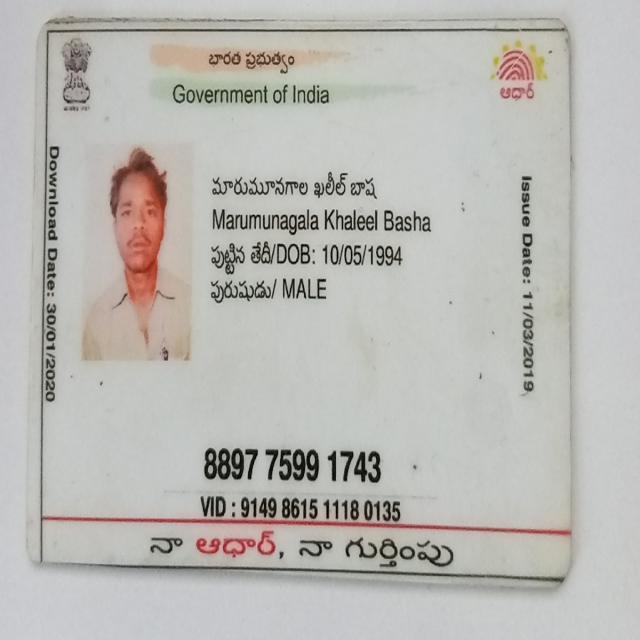 భారత ప్రభుత్వం
Government of India
ఆధార్
Download Date: 30/01/2020
మారుమూనగాల ఖలీల్ బాష
Marumunagala Khaleel Basha
పుట్టిన తేదీ/DOB: 10/05/1994
పురుషుడు/ MALE
Issue Date: 11/03/2019
8897 7599 1743
VID : 9149 8615 1118 0135
నా ఆధార్, నా గుర్తింపు